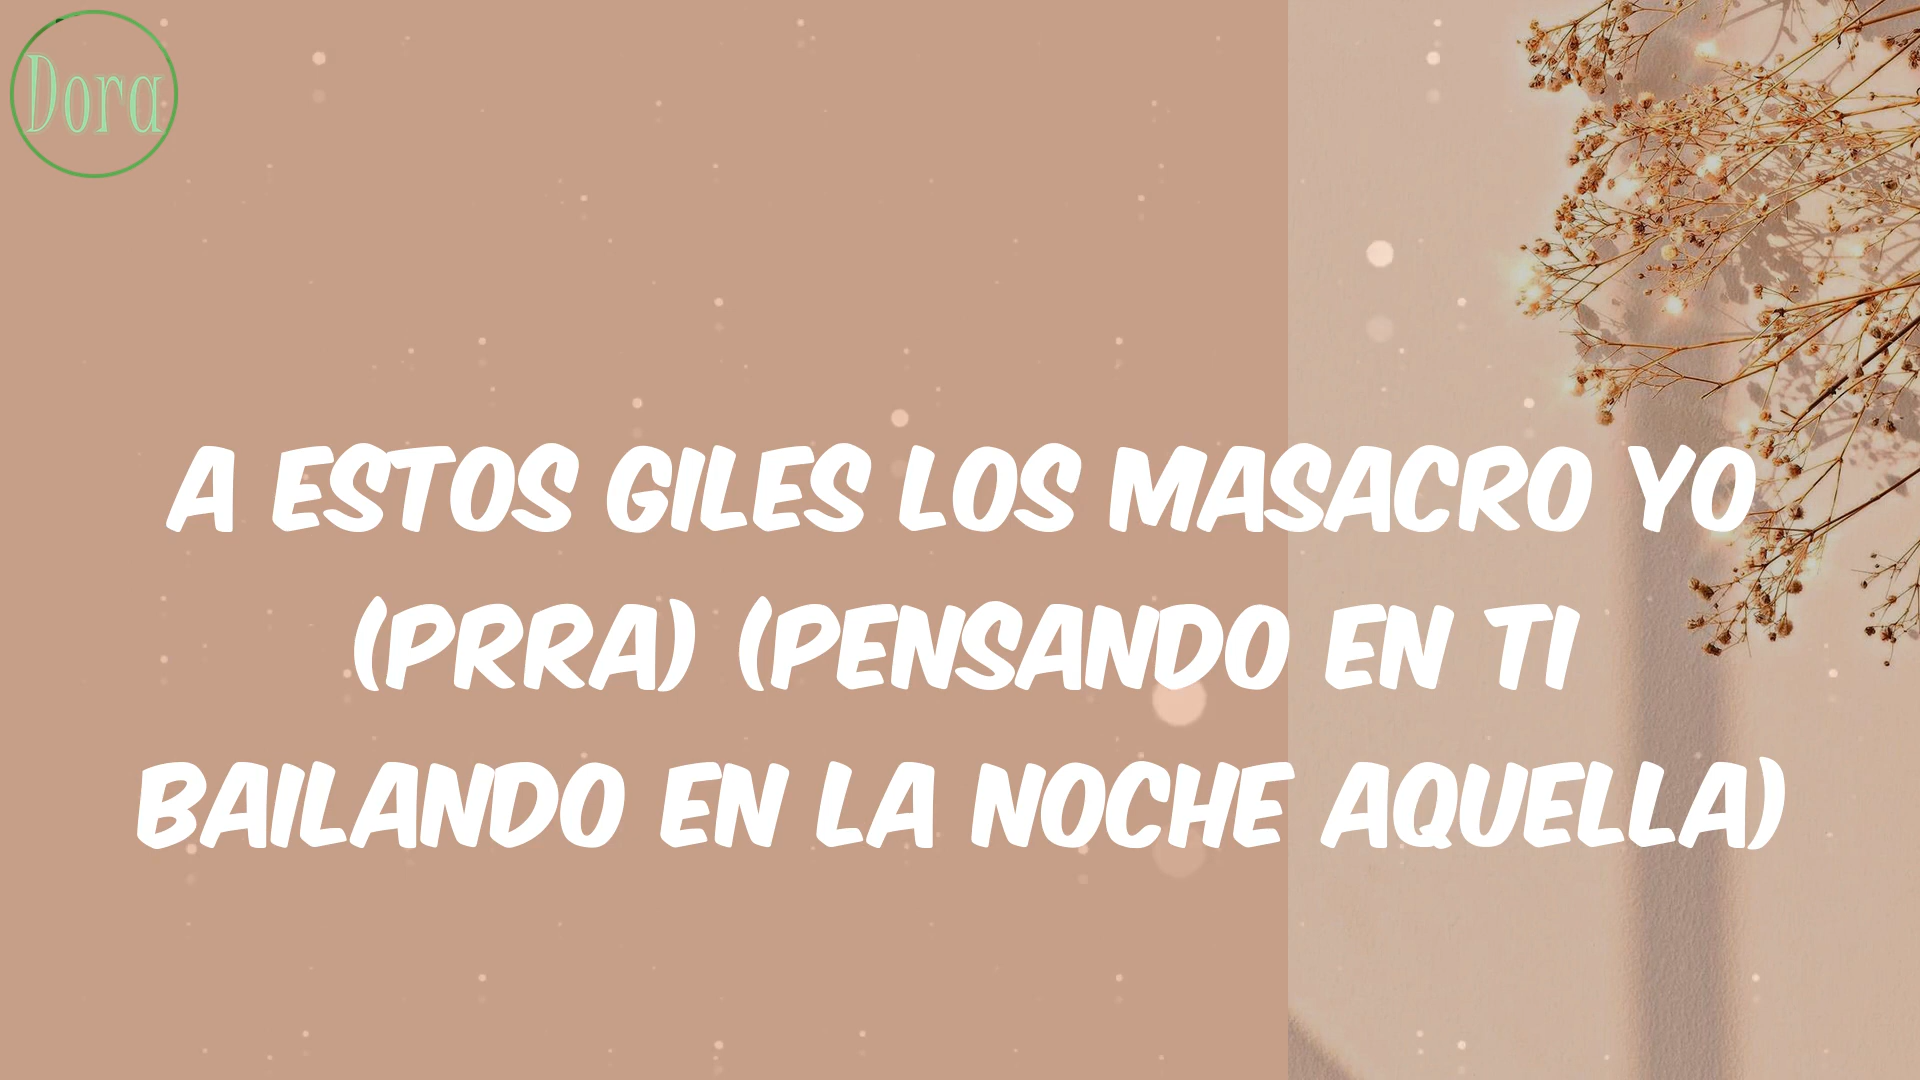 Dora
A ESTOS GILES LOS MASACRO YO
(PRRA) (PENSANDO EN TI
BAILANDO EN LA NOCHE AQUELLA)